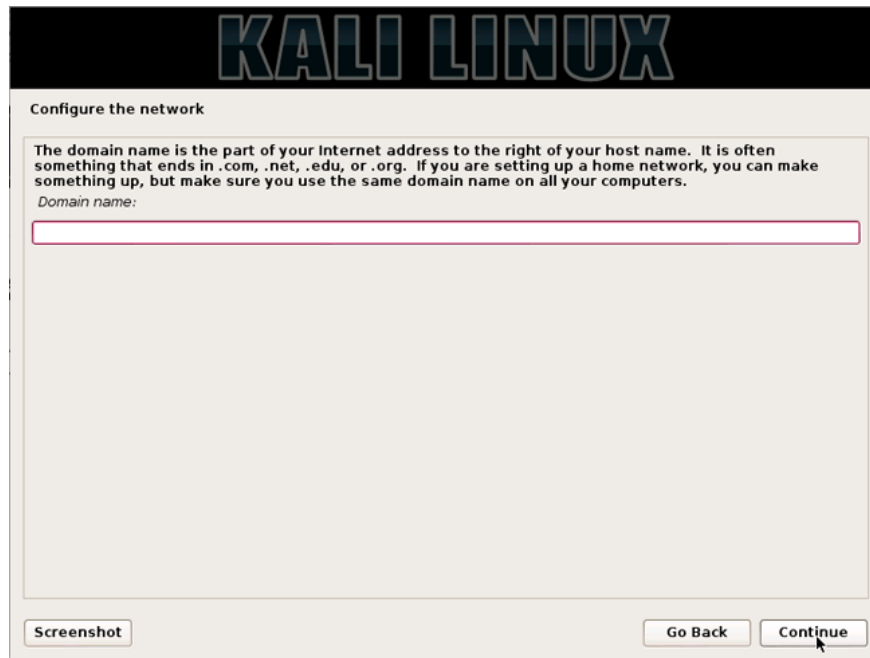 KALI LINUX
Configure the network
The domain name is the part of your Internet address to the right of your host name.  It is often
something that ends in .com, .net, .edu, or .org.  If you are setting up a home network, you can make
something up, but make sure you use the same domain name on all your computers.
Domain name:
Screenshot
Go Back
Continue